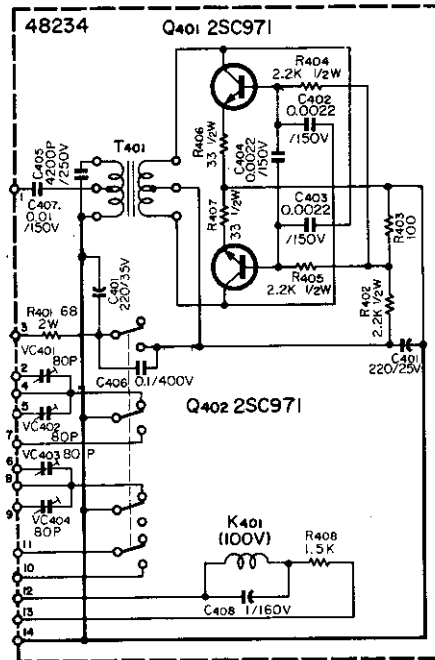 48234
Q401 2SC971
R404
2.2K 1/2W
C402
0.0022
/150V
R406
33 1/2W
C404
0.0022
/150V
T401
C405
4200P
/250V
1
C407
0.01
/150V
C403
0.0022
/150V
R407
33 1/2W
R403
100
R405
2.2K 1/2W
R402
2.2K 1/2W
C401
220/35V
R401 68
2W
3
C401
220/25V
VC401
80P
2
4
C406
0.1/400V
Q402 2SC971
5
VC402
80P
7
VC403
80P
6
8
9
VC404
80P
11
K401
(100V)
R408
1.5K
10
12
C408 1/160V
13
14